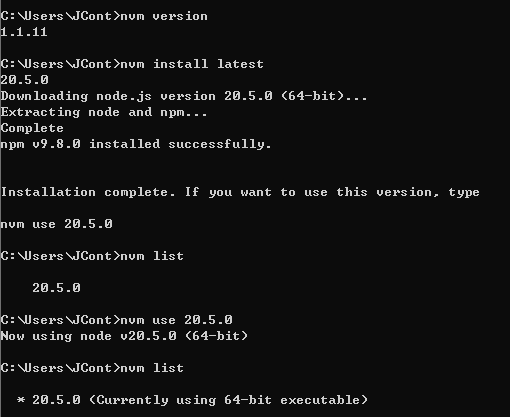 C:\Users\JCont>nvm version
1.1.11
C:\Users\JCont>nvm install latest
20.5.0
Downloading node.js version 20.5.0 (64-bit)...
Extracting node and npm...
Complete
npm v9.8.0 installed successfully.
Installation complete. If you want to use this version, type
nvm use 20.5.0
C:\Users\JCont>nvm list
    20.5.0
C:\Users\JCont>nvm use 20.5.0
Now using node v20.5.0 (64-bit)
C:\Users\JCont>nvm list
  * 20.5.0 (Currently using 64-bit executable)